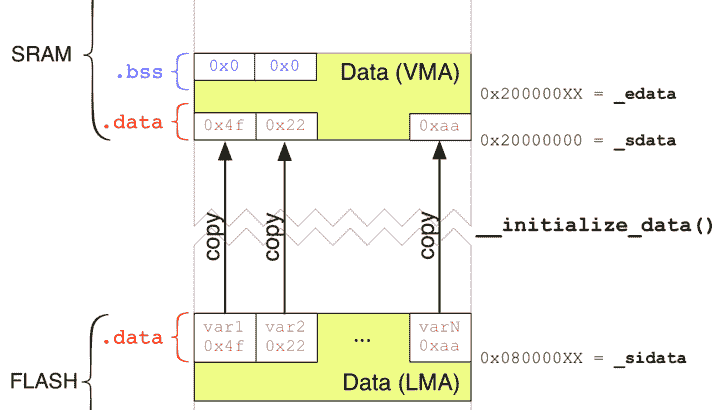 SRAM
.bss
0x0
0x0
Data (VMA)
0x200000XX = _edata
.data
0x4f
0x22
0xaa
0x20000000 = _sdata
copy
copy
copy
__initialize_data()
.data
var1
0x4f
var2
0x22
...
varN
0xaa
0x080000XX = _sidata
FLASH
Data (LMA)